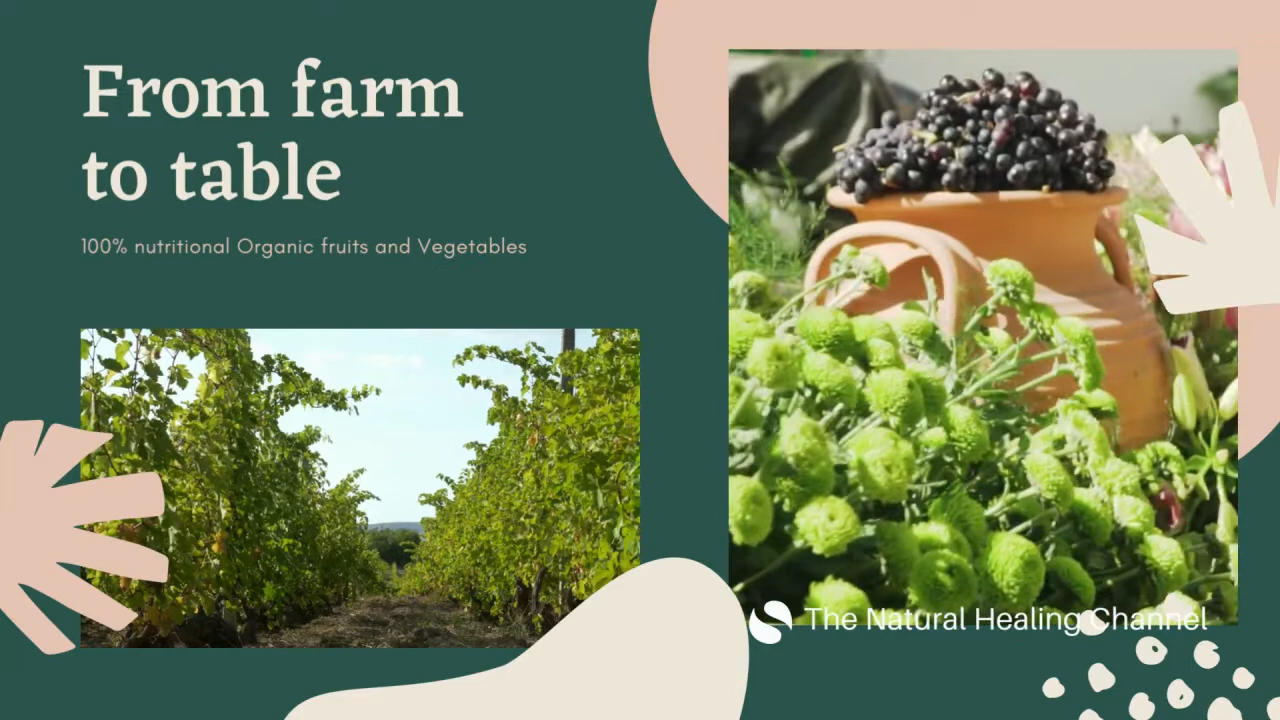 From farm
to table
100% nutritional Organic fruits and Vegetables
The Natural Healing Channel